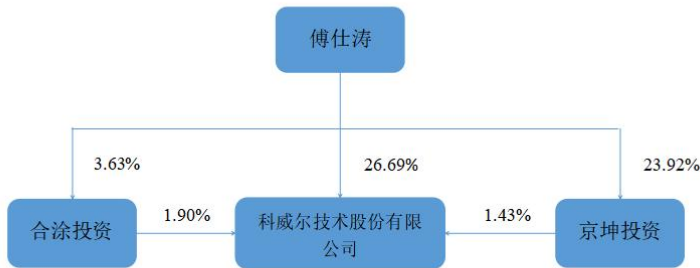 傅仕涛
3.63%
26.69%
23.92%
合涂投资
1.90%
科威尔技术股份有限
公司
1.43%
京坤投资